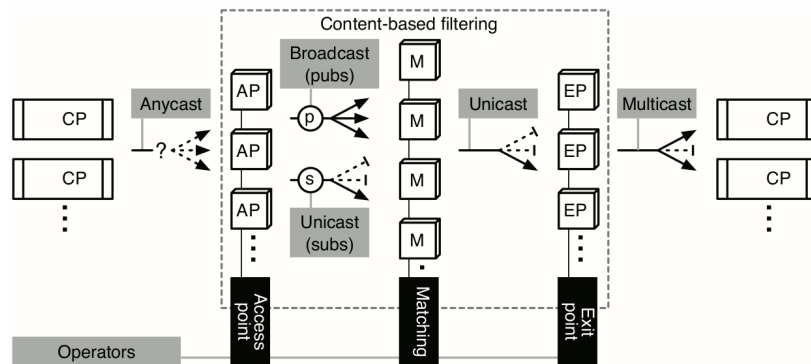 Content-based filtering
Broadcast
(pubs)
Anycast
Unicast
Multicast
CP
CP
?
AP
AP
AP
p
s
Unicast
(subs)
M
M
M
M
EP
EP
EP
CP
CP
Access
point
Matching
Exit
point
Operators